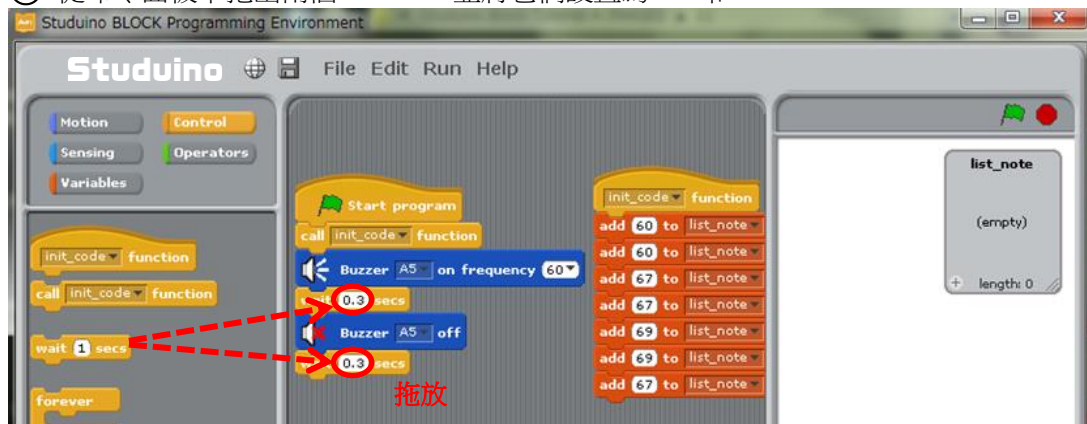 Studuino BLOCK Programming Environment
Studuino File Edit Run Help
Motion Control
Sensing Operators
Variables
init_code function
call init_code function
wait 1 secs
forever
Start program
call init_code function
Buzzer A5 on frequency 60
0.3 secs
Buzzer A5 off
0.3 secs
拖放
init_code function
add 60 to list_note
add 60 to list_note
add 67 to list_note
add 67 to list_note
add 69 to list_note
add 69 to list_note
add 67 to list_note
list_note
(empty)
+ length: 0